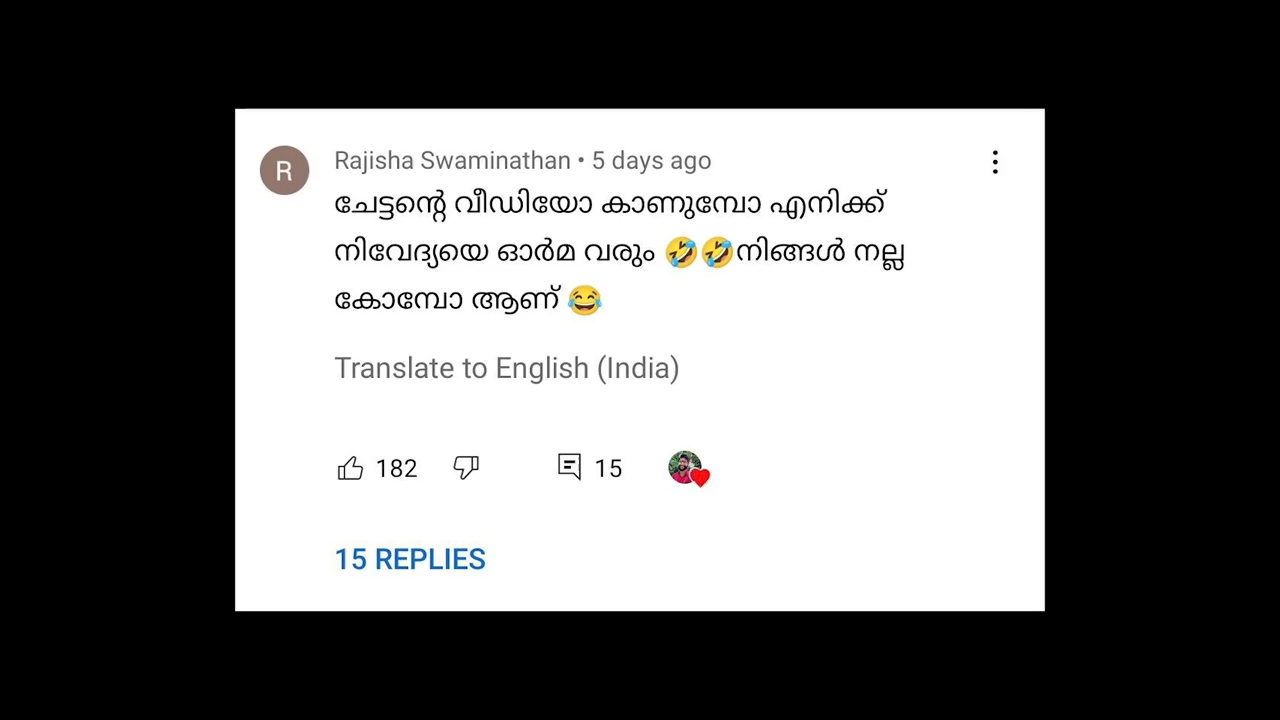 R
Rajisha Swaminathan • 5 days ago
ചേട്ടന്റെ വീഡിയോ കാണുമ്പോ എനിക്ക്
നിവേദ്യയെ ഓർമ വരും 🤣🤣നിങ്ങൾ നല്ല
കോമ്പോ ആണ് 😂
Translate to English (India)
182 15
15 REPLIES